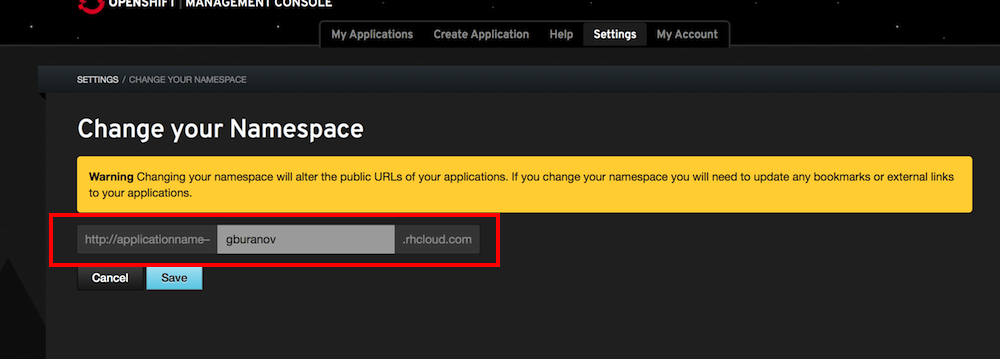 OPENSHIFT | MANAGEMENT CONSOLE
My Applications Create Application Help Settings My Account
SETTINGS / CHANGE YOUR NAMESPACE
Change your Namespace
Warning Changing your namespace will alter the public URLs of your applications. If you change your namespace you will need to update any bookmarks or external links
to your applications.
http://applicationname– gburanov .rhcloud.com
Cancel Save